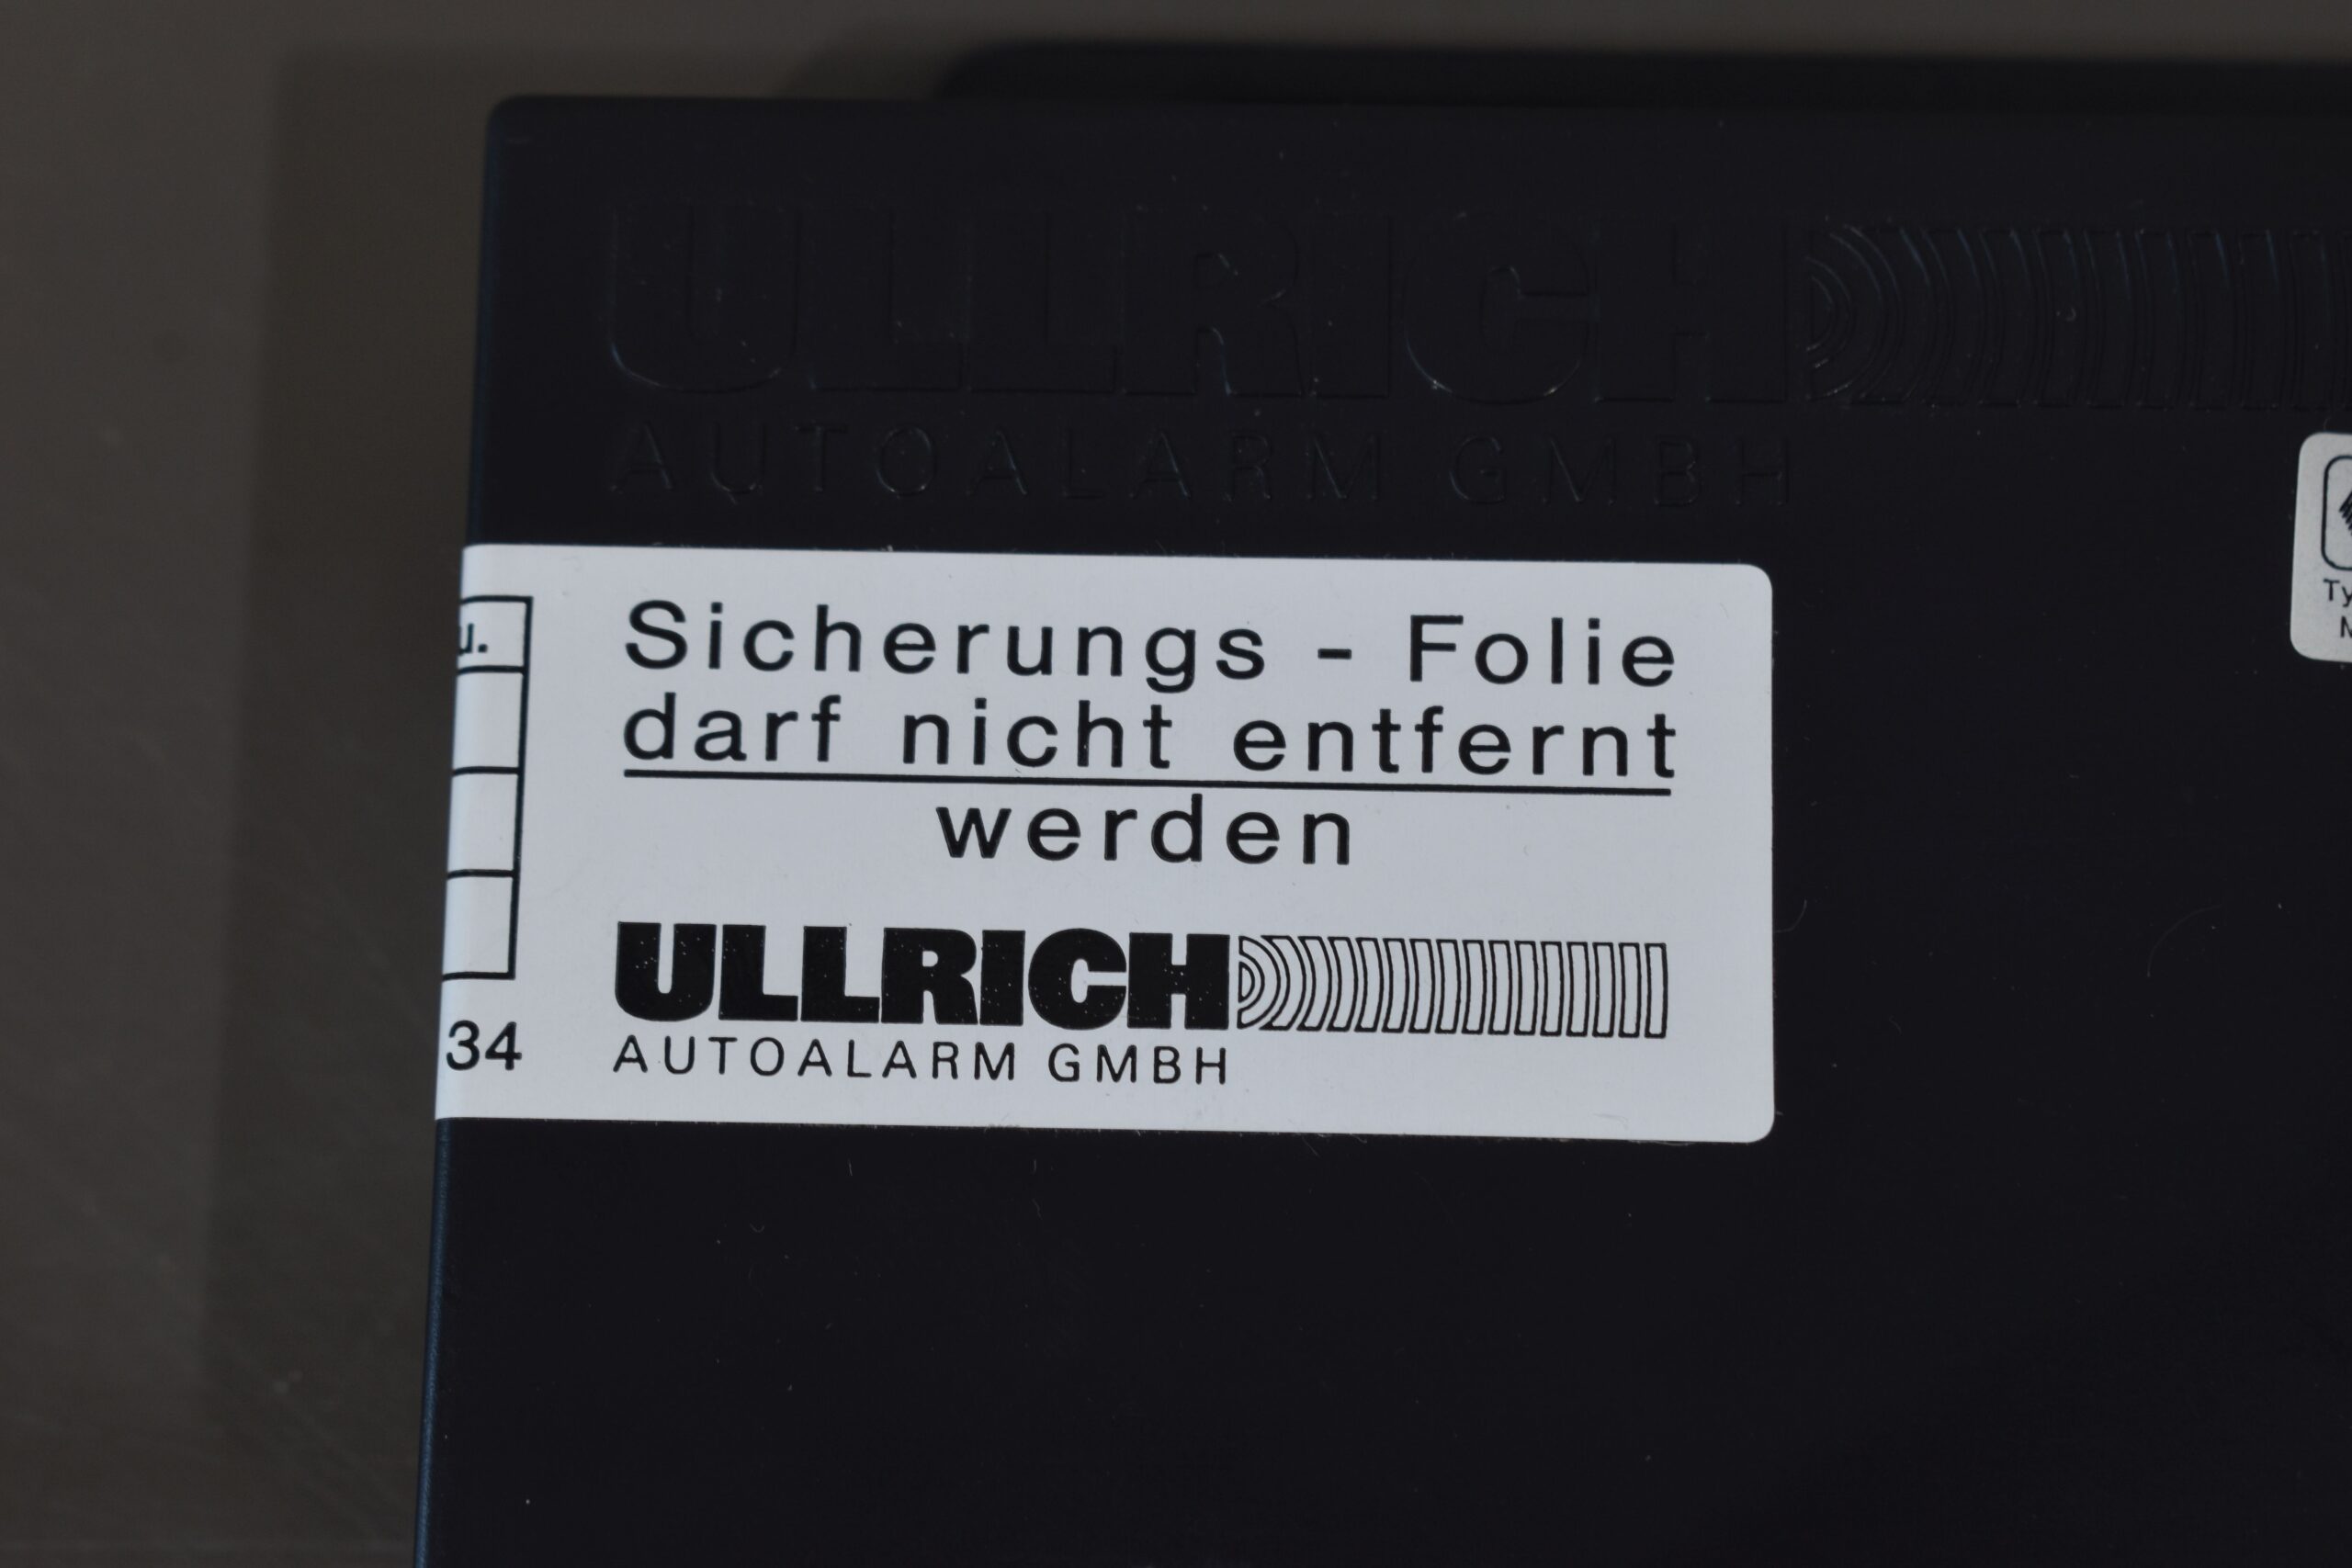 ULLRICH
AUTOALARM GMBH
Sicherungs - Folie
darf nicht entfernt
werden
ULLRICH
AUTOALARM GMBH
u.
34